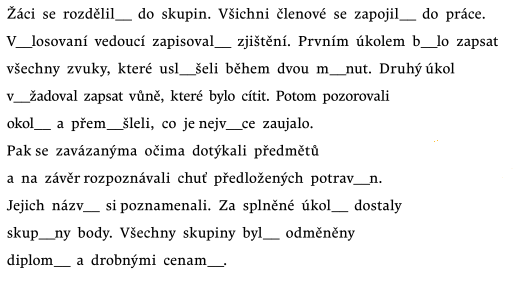 Žáci se rozdělil__ do skupin. Všichni členové se zapojil__ do práce.
V__losovaní vedoucí zapisoval__ zjištění. Prvním úkolem b__lo zapsat
všechny zvuky, které usl__šeli během dvou m__nut. Druhý úkol
v__žadoval zapsat vůně, které bylo cítit. Potom pozorovali
okol__ a přem__šleli, co je nejv__ce zaujalo.
Pak se zavázanýma očima dotýkali předmětů
a na závěr rozpoznávali chuť předložených potrav__n.
Jejich názv__ si poznamenali. Za splněné úkol__ dostaly
skup__ny body. Všechny skupiny byl__ odměněny
diplom__ a drobnými cenam__.